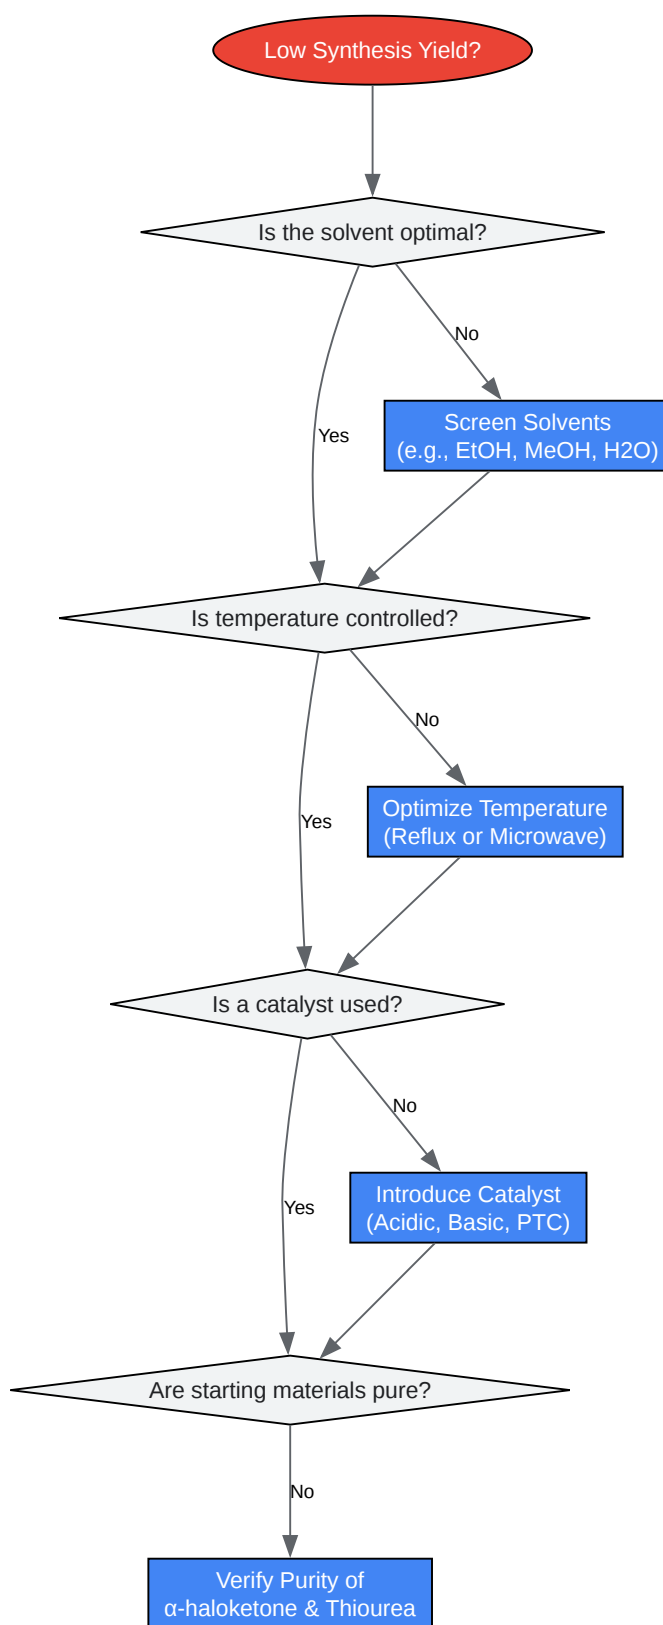 Low Synthesis Yield?
Is the solvent optimal?
No
Yes
Screen Solvents
(e.g., EtOH, MeOH, H2O)
Is temperature controlled?
No
Yes
Optimize Temperature
(Reflux or Microwave)
Is a catalyst used?
No
Yes
Introduce Catalyst
(Acidic, Basic, PTC)
Are starting materials pure?
No
Verify Purity of
α-haloketone & Thiourea